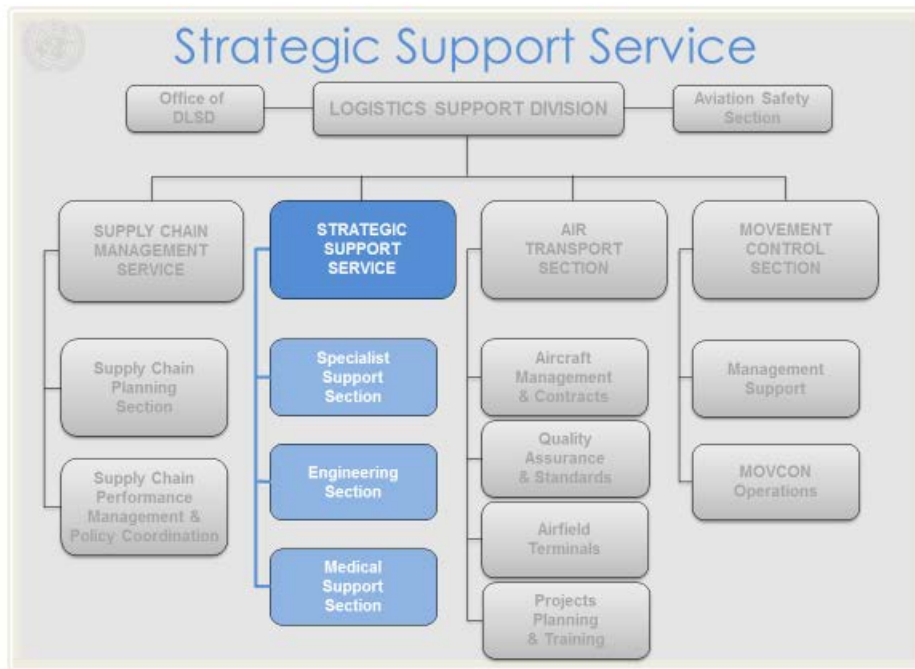 Strategic Support Service
Office of
DLSD
LOGISTICS SUPPORT DIVISION
Aviation Safety
Section
SUPPLY CHAIN
MANAGEMENT
SERVICE
STRATEGIC
SUPPORT
SERVICE
AIR
TRANSPORT
SECTION
MOVEMENT
CONTROL
SECTION
Supply Chain
Planning
Section
Supply Chain
Performance
Management &
Policy Coordination
Specialist
Support
Section
Engineering
Section
Medical
Support
Section
Aircraft
Management
& Contracts
Quality
Assurance
& Standards
Airfield
Terminals
Projects
Planning
& Training
Management
Support
MOVCON
Operations